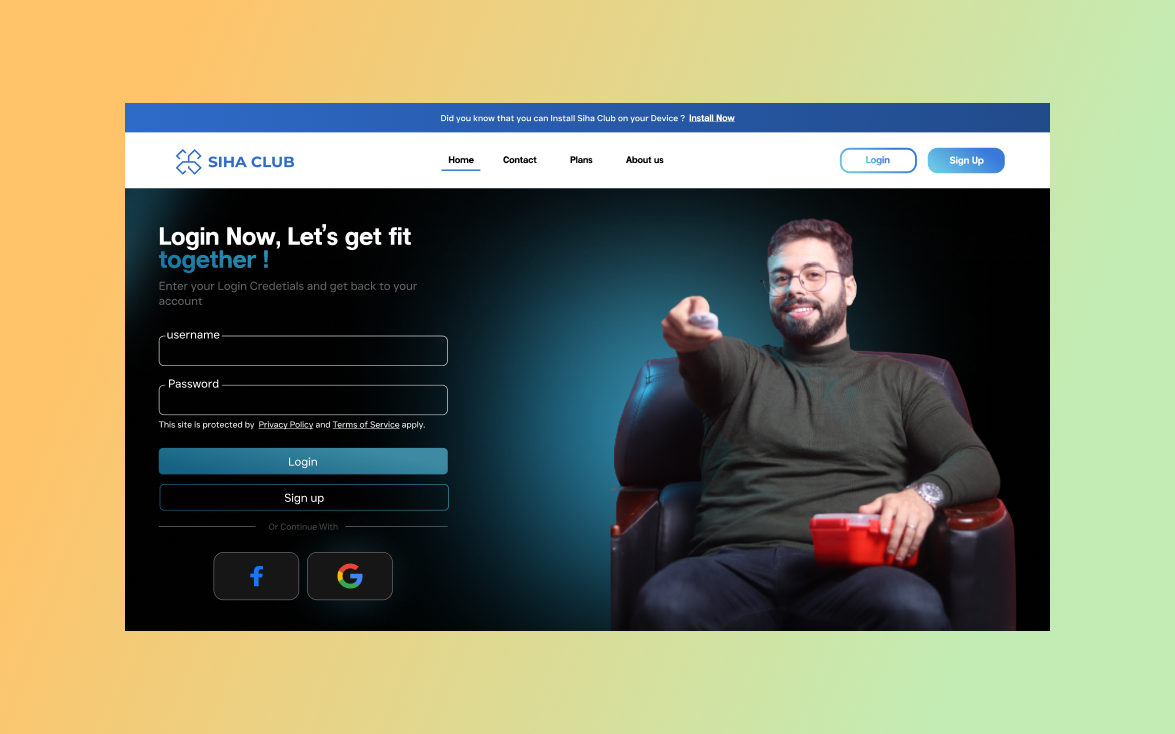 Did you know that you can Install Siha Club on your Device ? Install Now
SIHA CLUB
Home
Contact
Plans
About us
Login
Sign Up
Login Now, Let's get fit
together !
Enter your Login Credetials and get back to your
account
username
Password
This site is protected by Privacy Policy and Terms of Service apply.
Login
Sign up
Or Continue With